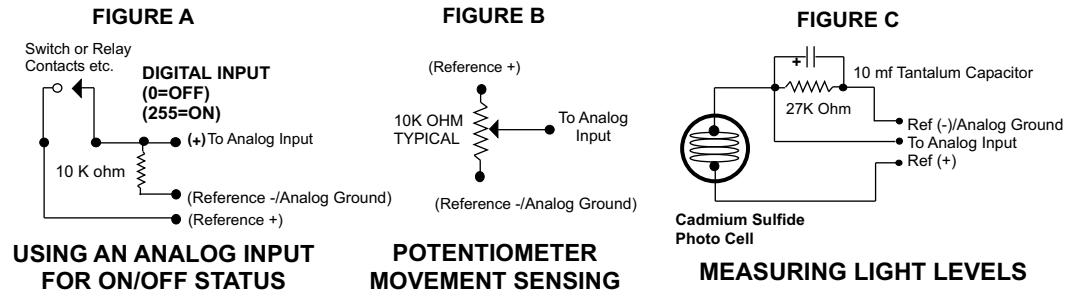 FIGURE A
Switch or Relay
Contacts etc.
DIGITAL INPUT
(0=OFF)
(255=ON)
(+) To Analog Input
10 K ohm
(Reference -/Analog Ground)
(Reference +)
USING AN ANALOG INPUT
FOR ON/OFF STATUS
FIGURE B
(Reference +)
10K OHM
TYPICAL
To Analog
Input
(Reference -/Analog Ground)
POTENTIOMETER
MOVEMENT SENSING
FIGURE C
+
10 mf Tantalum Capacitor
27K Ohm
Ref (-)/Analog Ground
To Analog Input
Ref (+)
Cadmium Sulfide
Photo Cell
MEASURING LIGHT LEVELS